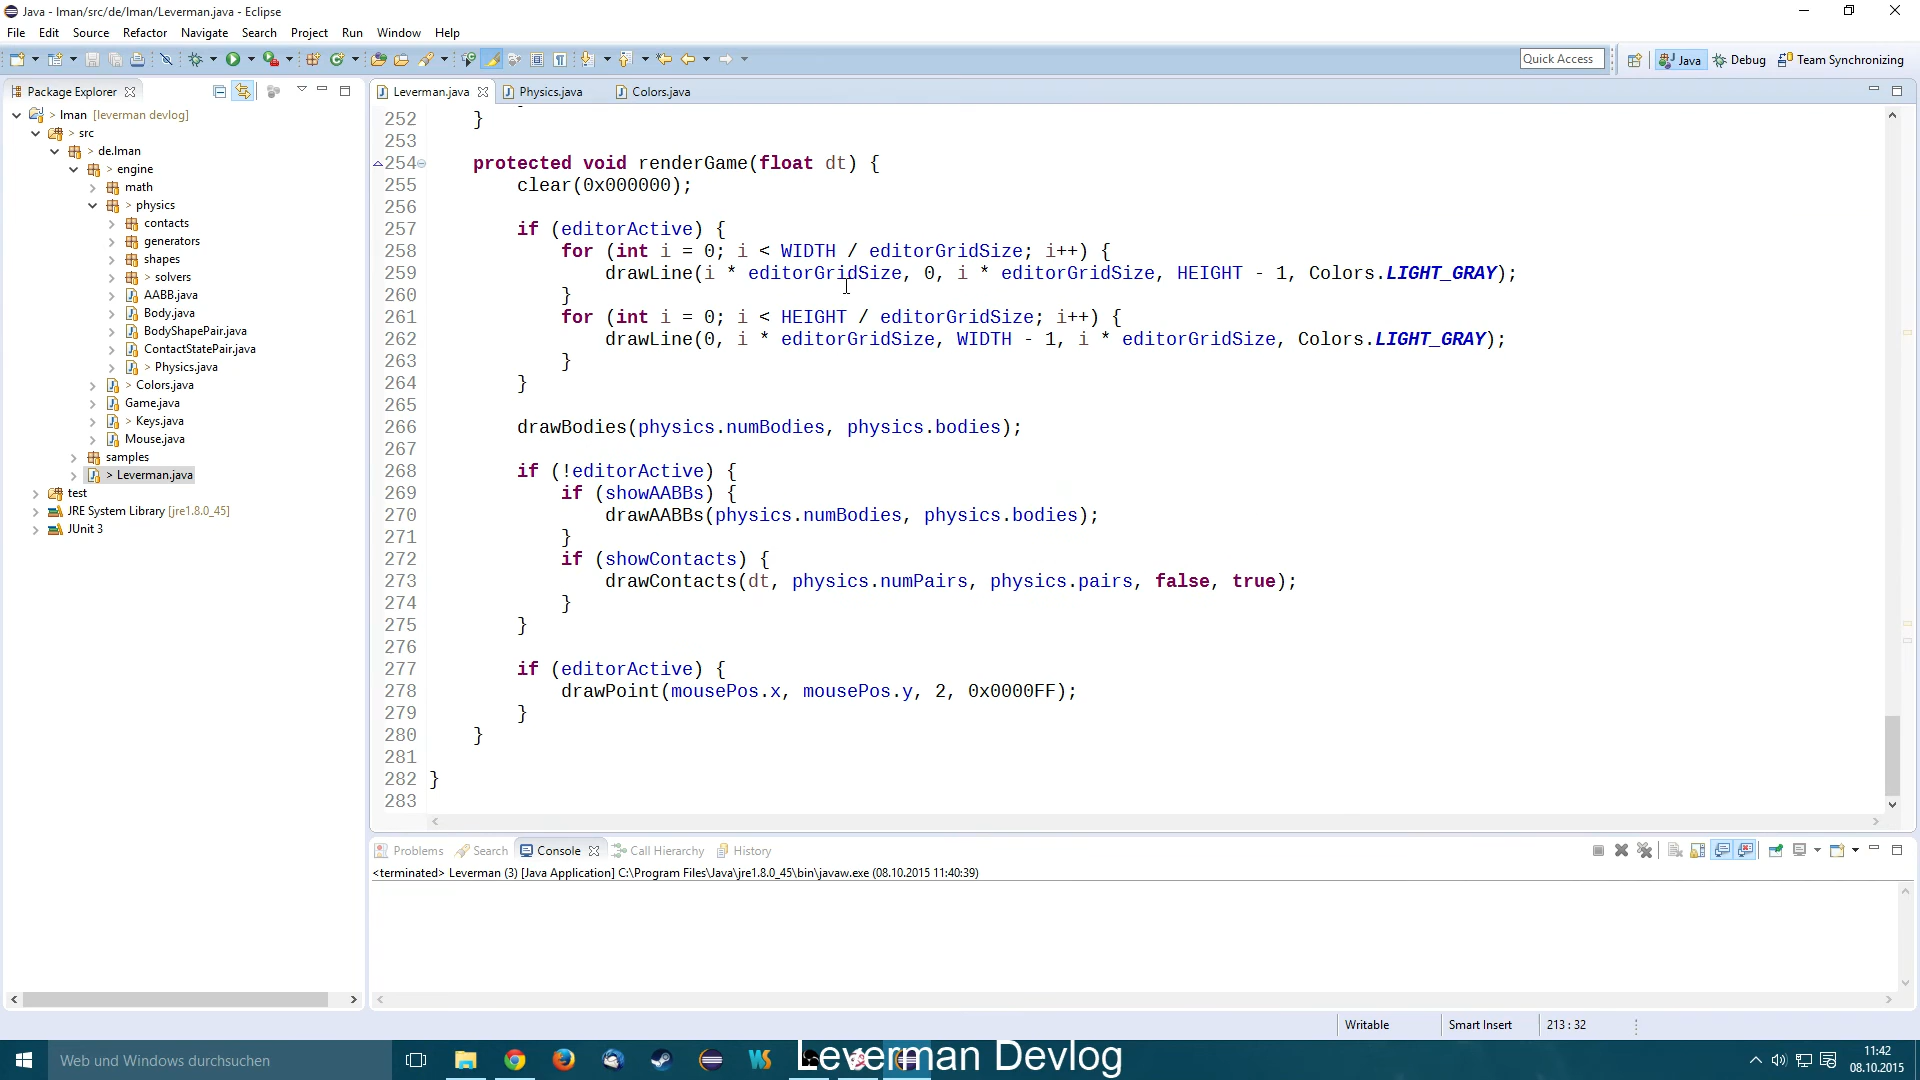 Java - lman/src/de/lman/Leverman.java - Eclipse
File Edit Source Refactor Navigate Search Project Run Window Help
Quick Access
Java Debug Team Synchronizing
Package Explorer
> lman [leverman devlog]
> src
> de.lman
> engine
math
> physics
contacts
generators
shapes
> solvers
AABB.java
Body.java
BodyShapePair.java
ContactStatePair.java
> Physics.java
> Colors.java
Game.java
> Keys.java
Mouse.java
samples
> Leverman.java
test
JRE System Library [jre1.8.0_45]
JUnit 3
Leverman.java Physics.java Colors.java
252 }
253
254 protected void renderGame(float dt) {
255 clear(0x000000);
256
257 if (editorActive) {
258 for (int i = 0; i < WIDTH / editorGridSize; i++) {
259 drawLine(i * editorGridSize, 0, i * editorGridSize, HEIGHT - 1, Colors.LIGHT_GRAY);
260 }
261 for (int i = 0; i < HEIGHT / editorGridSize; i++) {
262 drawLine(0, i * editorGridSize, WIDTH - 1, i * editorGridSize, Colors.LIGHT_GRAY);
263 }
264 }
265
266 drawBodies(physics.numBodies, physics.bodies);
267
268 if (!editorActive) {
269 if (showAABBs) {
270 drawAABBs(physics.numBodies, physics.bodies);
271 }
272 if (showContacts) {
273 drawContacts(dt, physics.numPairs, physics.pairs, false, true);
274 }
275 }
276
277 if (editorActive) {
278 drawPoint(mousePos.x, mousePos.y, 2, 0x0000FF);
279 }
280 }
281
282 }
283
Problems Search Console Call Hierarchy History
<terminated> Leverman (3) [Java Application] C:\Program Files\Java\jre1.8.0_45\bin\javaw.exe (08.10.2015 11:40:39)
Writable Smart Insert 213 : 32
Web und Windows durchsuchen
Leverman Devlog
11:42
08.10.2015